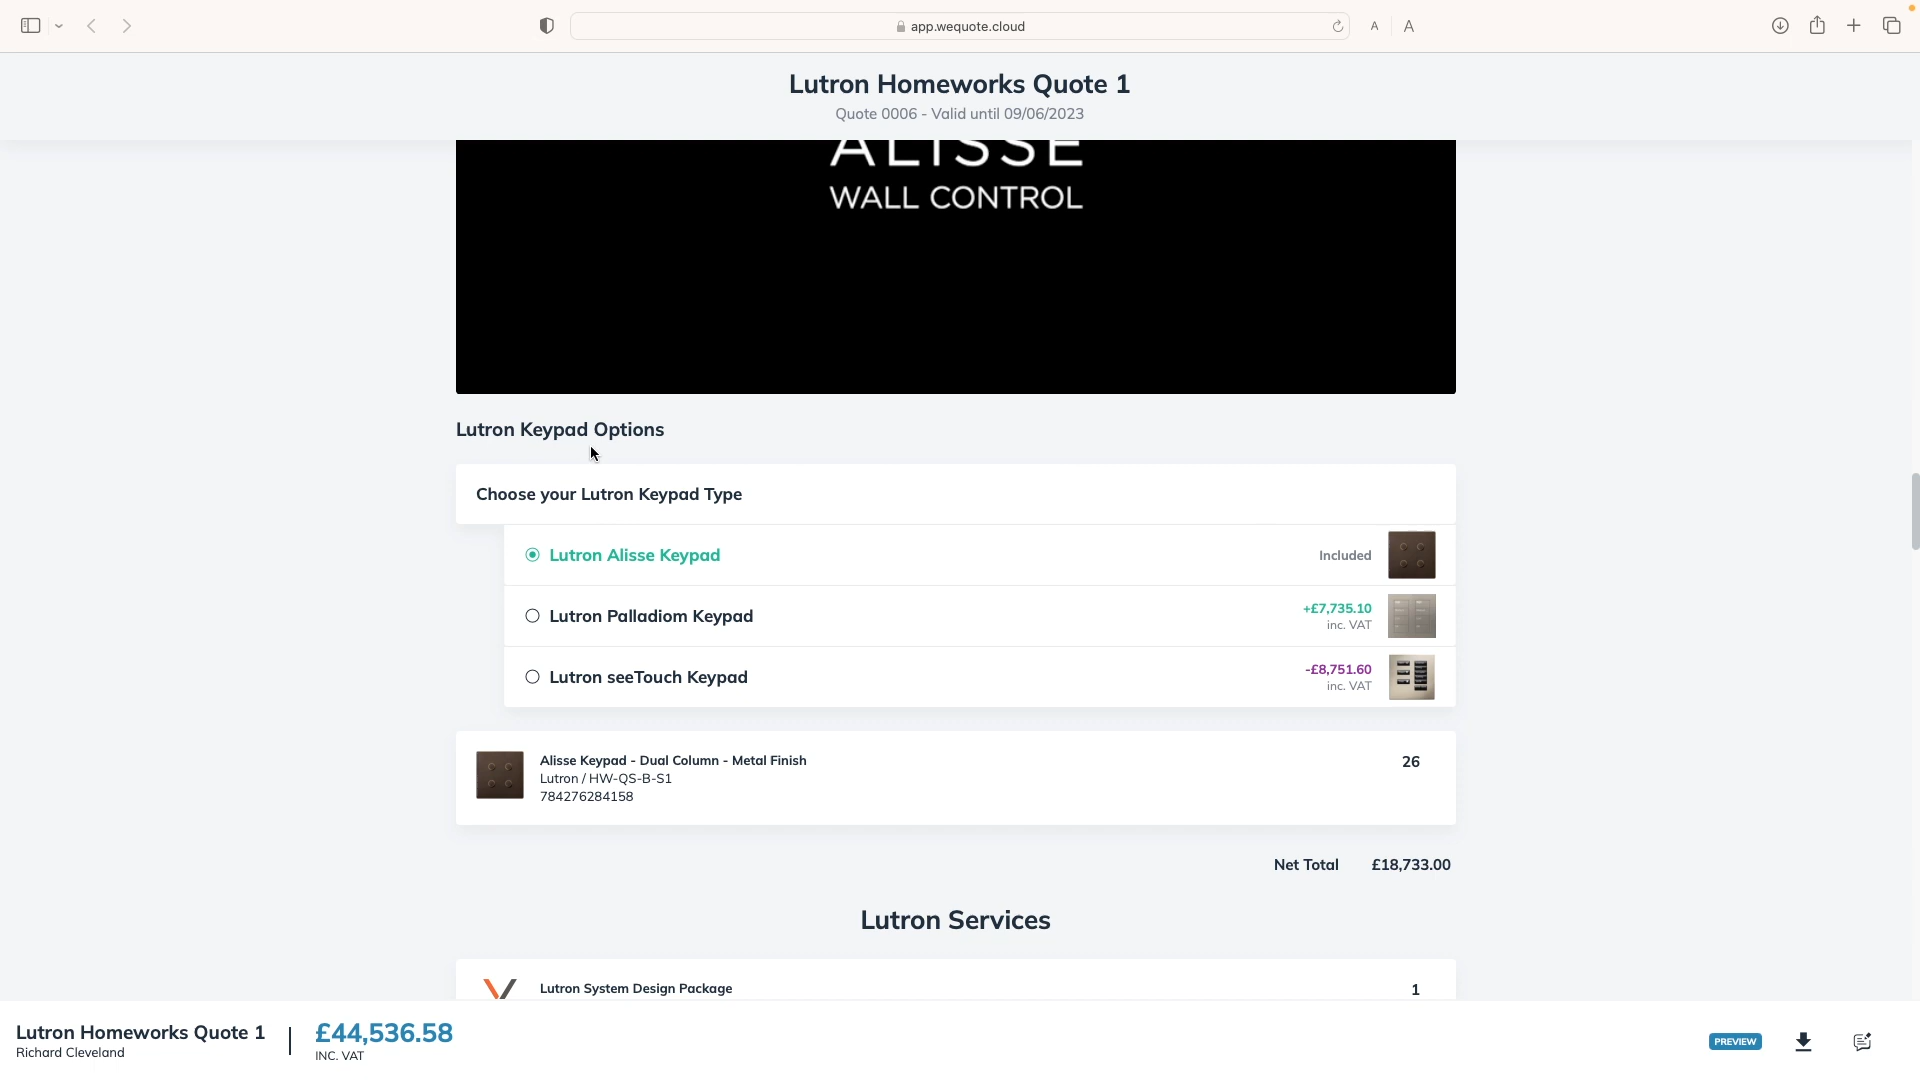 app.wequote.cloud
A
A
Lutron Homeworks Quote 1
Quote 0006 - Valid until 09/06/2023
ALISSE
WALL CONTROL
Lutron Keypad Options
Choose your Lutron Keypad Type
Lutron Alisse Keypad
Included
Lutron Palladiom Keypad
+£7,735.10
inc. VAT
Lutron seeTouch Keypad
-£8,751.60
inc. VAT
Alisse Keypad - Dual Column - Metal Finish
26
Lutron / HW-QS-B-S1
784276284158
Net Total £18,733.00
Lutron Services
Lutron System Design Package
1
Lutron Homeworks Quote 1
Richard Cleveland
£44,536.58
INC. VAT
PREVIEW